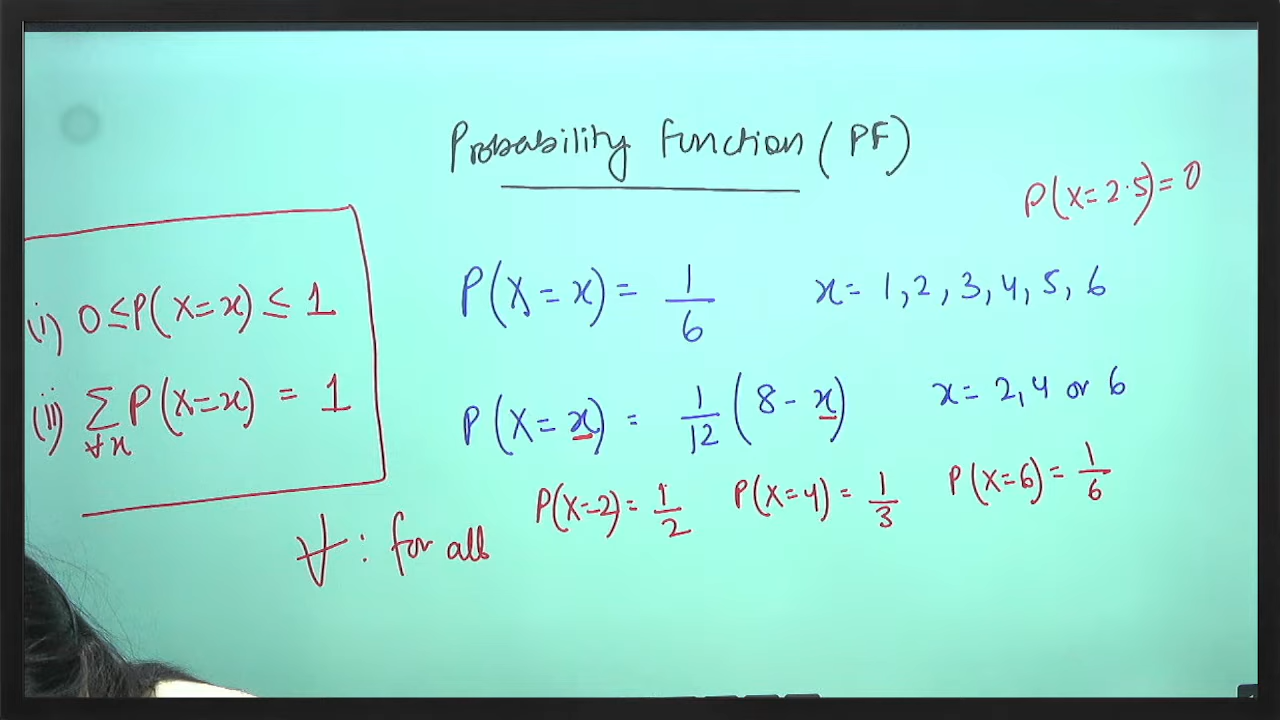 Probability Function (PF)
P(X=2.5)=0
(i) 0≤P(X=x)≤1
(ii) ∑P(X=x) = 1
∀x
P(X=x)= 1/6 x=1,2,3,4,5,6
P(X=x) = 1/12 (8-x) x=2,4 or 6
P(X=2)=1/2 P(X=4)=1/3 P(X=6)=1/6
∀: for all